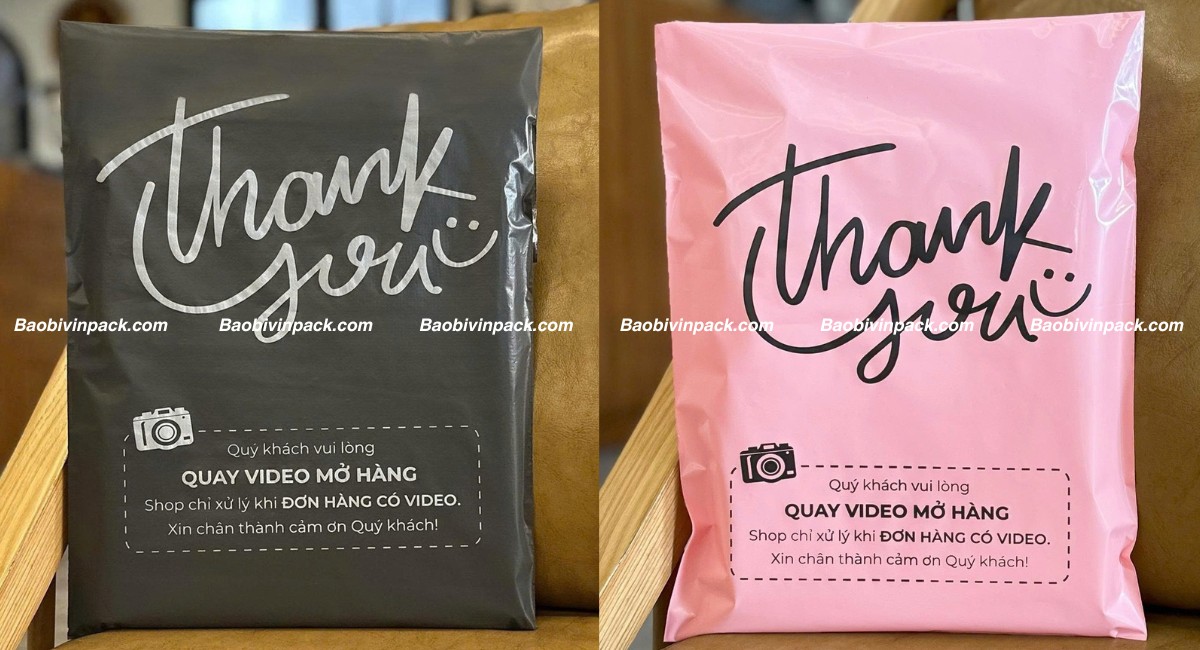 Thank
you
Baobivinpack.com Baobivinpack.com Baobivinpack.com
Quý khách vui lòng
QUAY VIDEO MỞ HÀNG
Shop chỉ xử lý khi ĐƠN HÀNG CÓ VIDEO.
Xin chân thành cảm ơn Quý khách!
Thank
you
Baobivinpack.com Baobivinpack.com Baobivinpack.com
Quý khách vui lòng
QUAY VIDEO MỞ HÀNG
Shop chỉ xử lý khi ĐƠN HÀNG CÓ VIDEO.
Xin chân thành cảm ơn Quý khách!